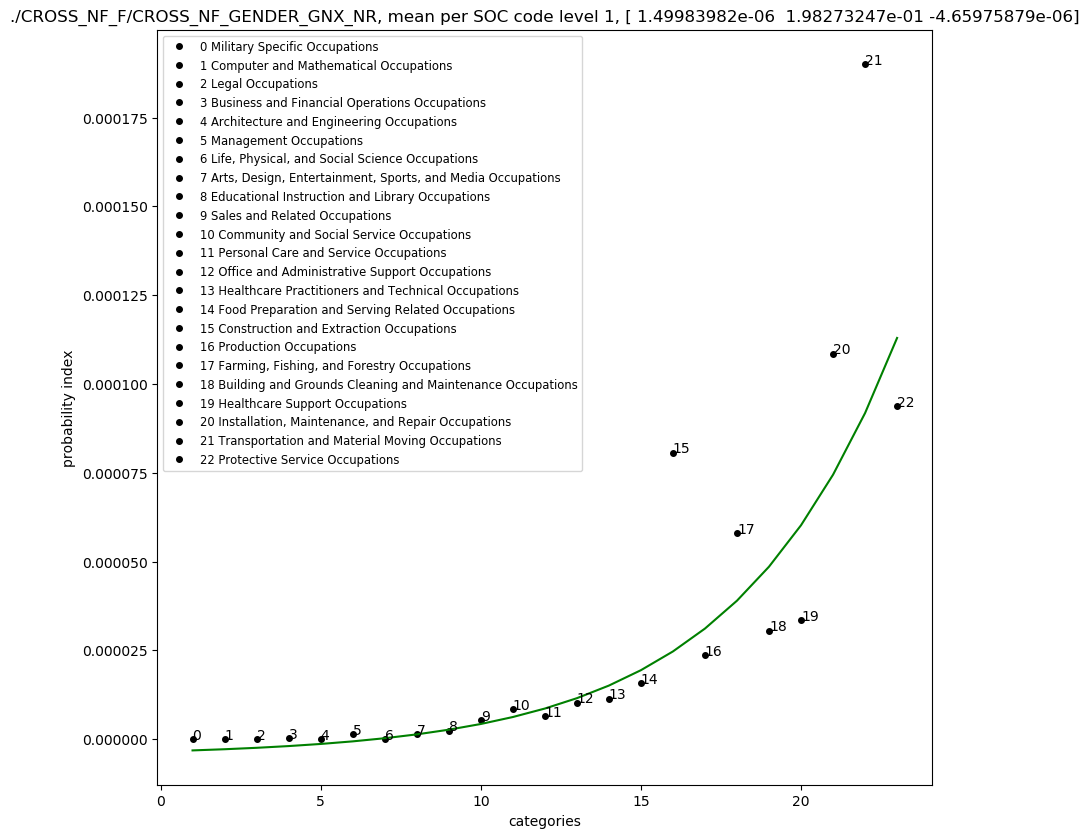 ./CROSS_NF_F/CROSS_NF_GENDER_GNX_NR, mean per SOC code level 1, [ 1.49983982e-06  1.98273247e-01 -4.65975879e-06]
0 Military Specific Occupations
1 Computer and Mathematical Occupations
2 Legal Occupations
3 Business and Financial Operations Occupations
4 Architecture and Engineering Occupations
5 Management Occupations
6 Life, Physical, and Social Science Occupations
7 Arts, Design, Entertainment, Sports, and Media Occupations
8 Educational Instruction and Library Occupations
9 Sales and Related Occupations
10 Community and Social Service Occupations
11 Personal Care and Service Occupations
12 Office and Administrative Support Occupations
13 Healthcare Practitioners and Technical Occupations
14 Food Preparation and Serving Related Occupations
15 Construction and Extraction Occupations
16 Production Occupations
17 Farming, Fishing, and Forestry Occupations
18 Building and Grounds Cleaning and Maintenance Occupations
19 Healthcare Support Occupations
20 Installation, Maintenance, and Repair Occupations
21 Transportation and Material Moving Occupations
22 Protective Service Occupations
probability index
0.000175
0.000150
0.000125
0.000100
0.000075
0.000050
0.000025
0.000000
0
1
2
3
4
5
6
7
8
9
10
11
12
13
14
15
16
17
18
19
20
21
22
0
5
10
15
20
categories